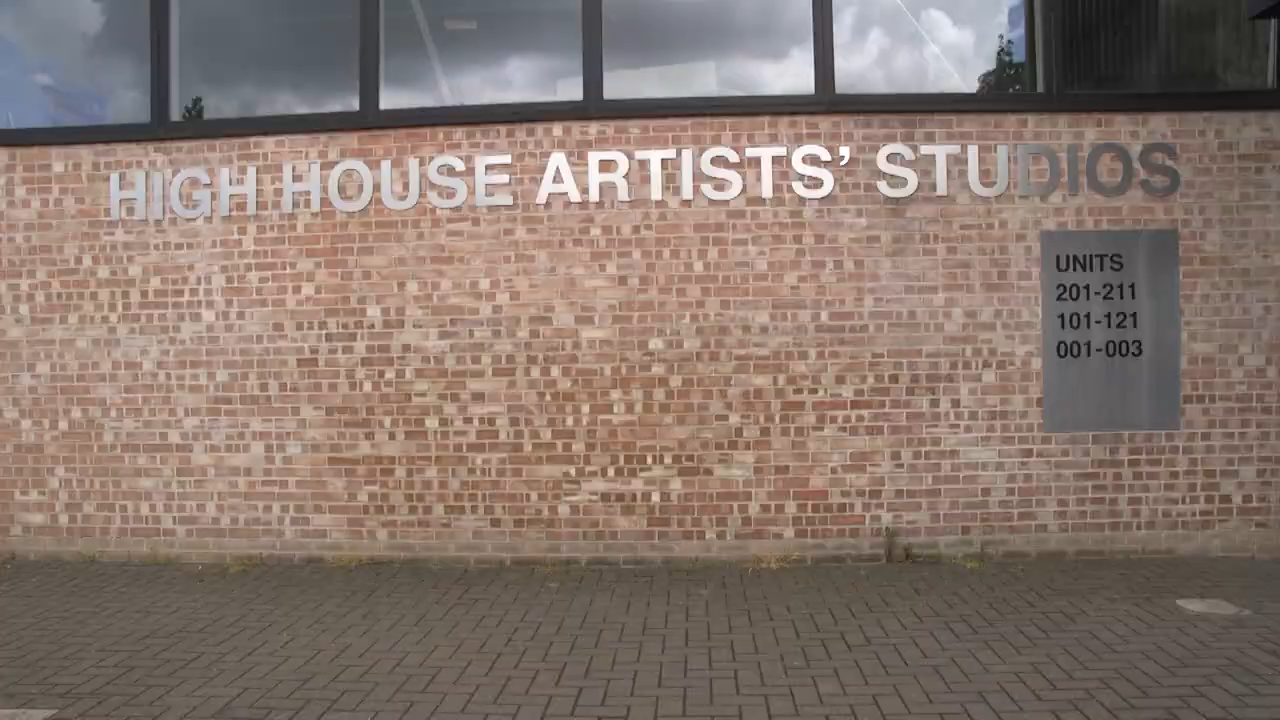 HIGH HOUSE ARTISTS’ STUDIOS
UNITS
201-211
101-121
001-003